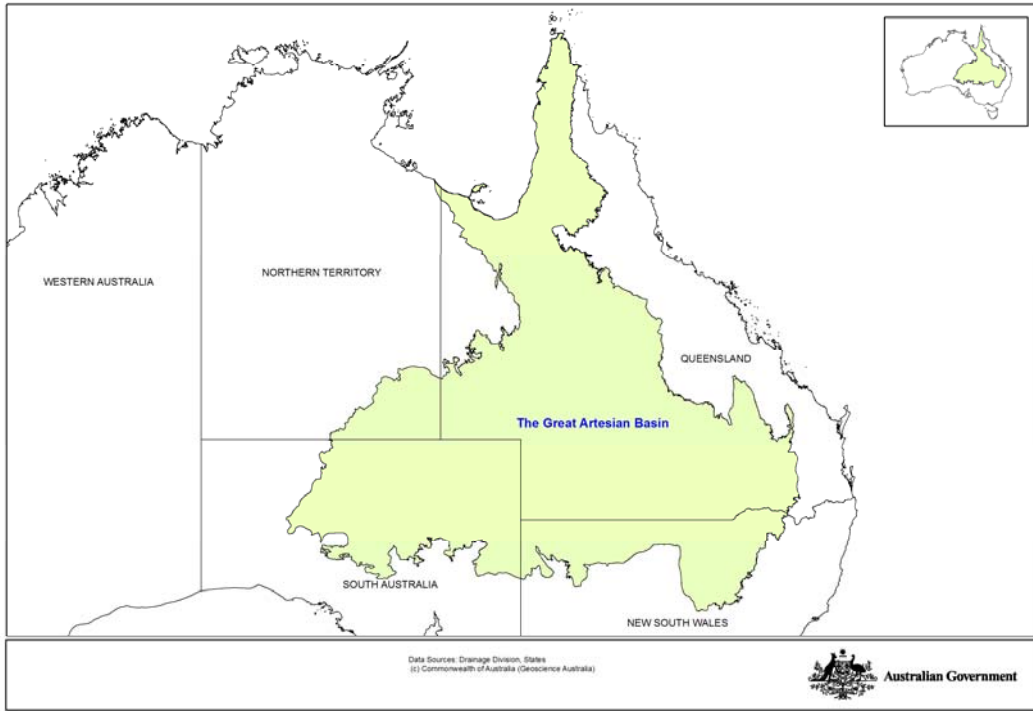 NORTHERN TERRITORY
WESTERN AUSTRALIA
QUEENSLAND
The Great Artesian Basin
SOUTH AUSTRALIA
NEW SOUTH WALES
Data Sources: Drainage Division, States
(c) Commonwealth of Australia (Geoscience Australia)
Australian Government